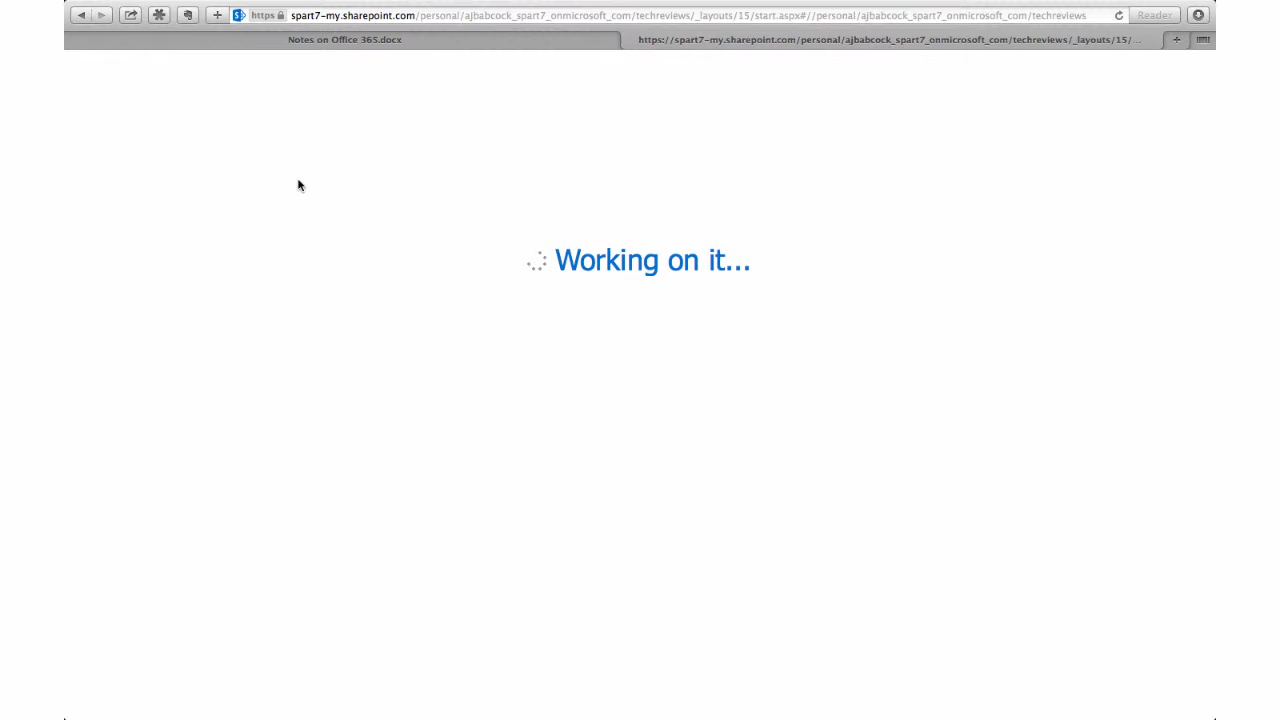 https spart7-my.sharepoint.com/personal/ajbabcock_spart7_onmicrosoft_com/techreviews/_layouts/15/start.aspx#//personal/ajbabcock_spart7_onmicrosoft_com/techreviews Reader
Notes on Office 365.docx
https://spart7-my.sharepoint.com/personal/ajbabcock_spart7_onmicrosoft_com/techreviews/_layouts/15/...
Working on it...